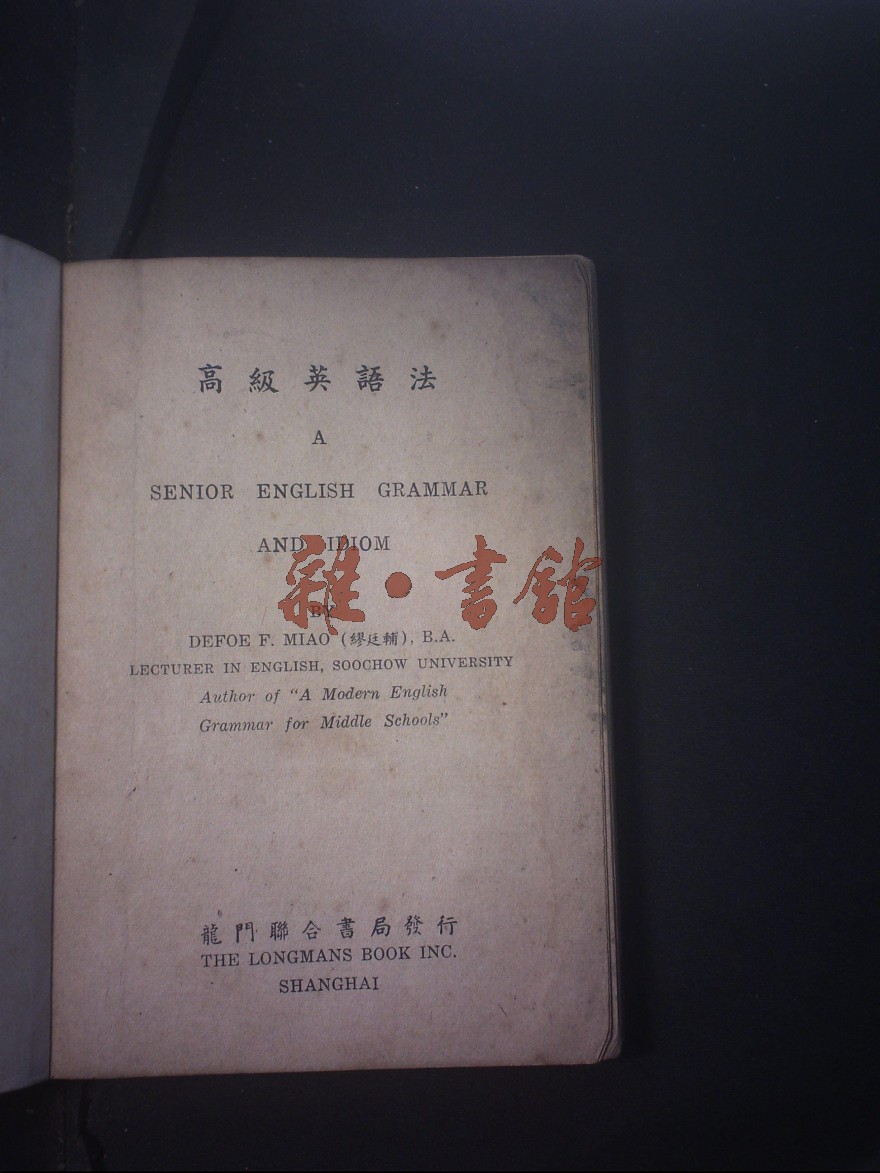 高級英語法
A
SENIOR ENGLISH GRAMMAR
AND IDIOM
雜·書館
BY
DEFOE F. MIAO (繆廷輔), B.A.
LECTURER IN ENGLISH, SOOCHOW UNIVERSITY
Author of "A Modern English
Grammar for Middle Schools"
龍門聯合書局發行
THE LONGMANS BOOK INC.
SHANGHAI